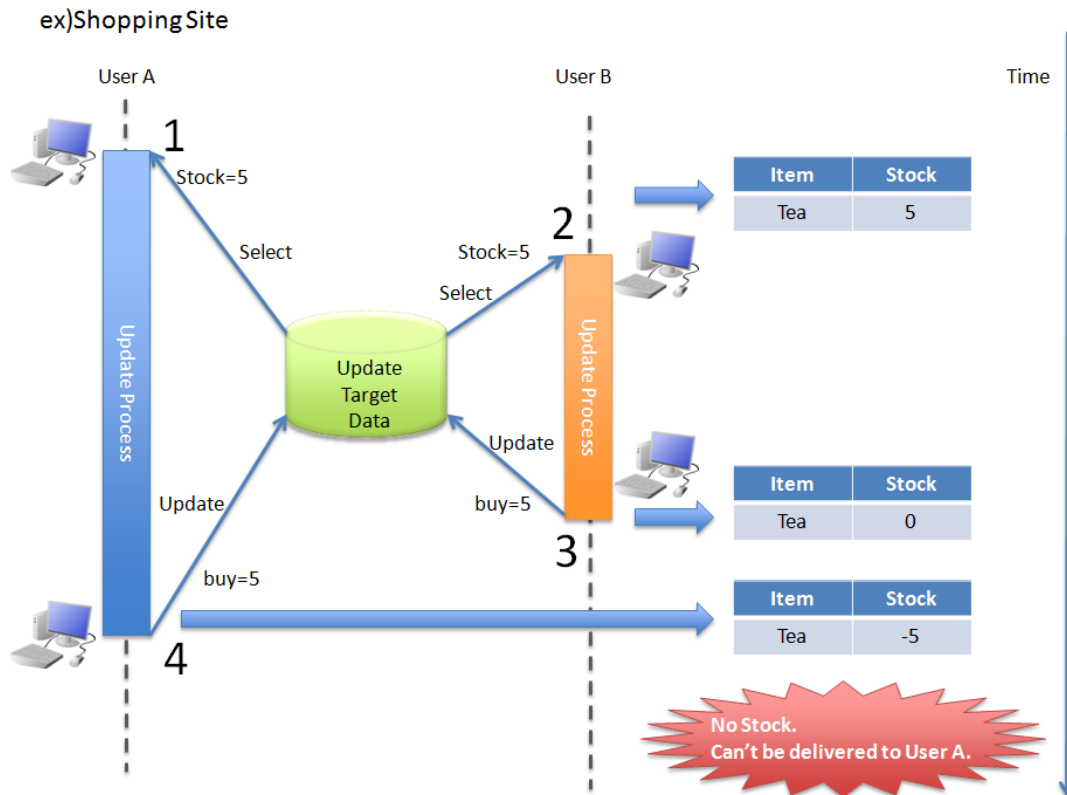 ex)Shopping Site
User A
User B
Time
1
Stock=5
Select
2
Stock=5
Select
Item Stock
Tea 5
Update Process
Update
Target
Data
Update Process
Update
buy=5
3
Item Stock
Tea 0
Update
buy=5
4
Item Stock
Tea -5
No Stock.
Can't be delivered to User A.